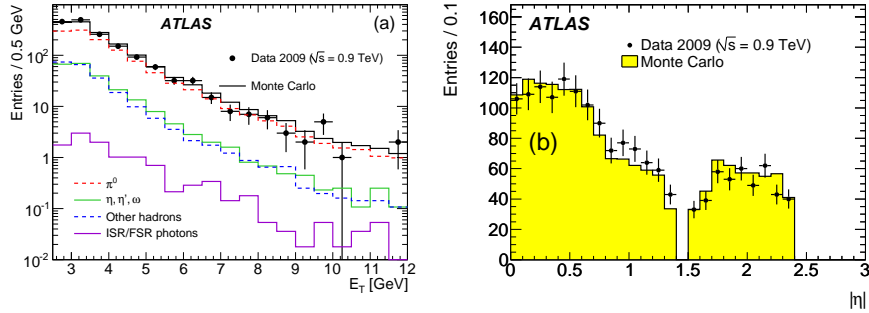 ATLAS
(a)
Entries / 0.5 GeV
10²
10
1
10⁻¹
10⁻²
Data 2009 (√s = 0.9 TeV)
Monte Carlo
π⁰
η, η', ω
Other hadrons
ISR/FSR photons
3 4 5 6 7 8 9 10 11 12
E_T [GeV]
ATLAS
(b)
Entries / 0.1
160
140
120
100
80
60
40
20
0
Data 2009 (√s = 0.9 TeV)
Monte Carlo
0 0.5 1 1.5 2 2.5 3
|η|